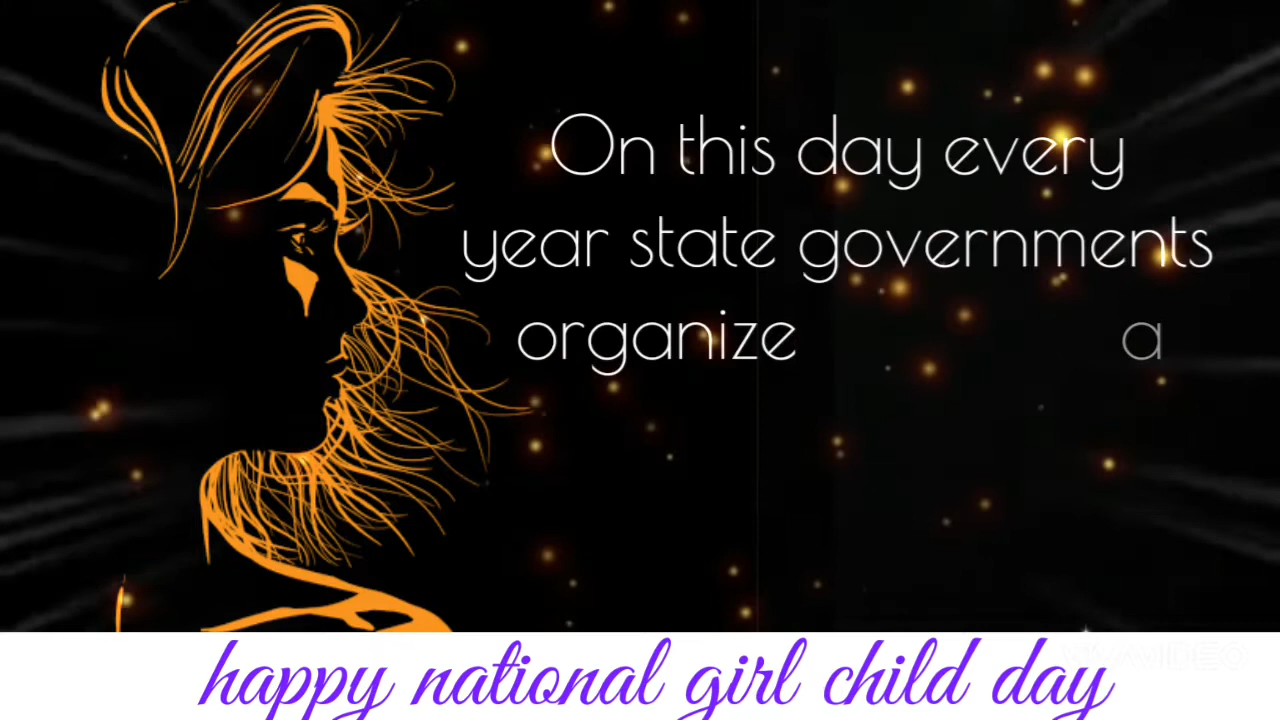 On this day every
year state governments
organize a
happy national girl child day